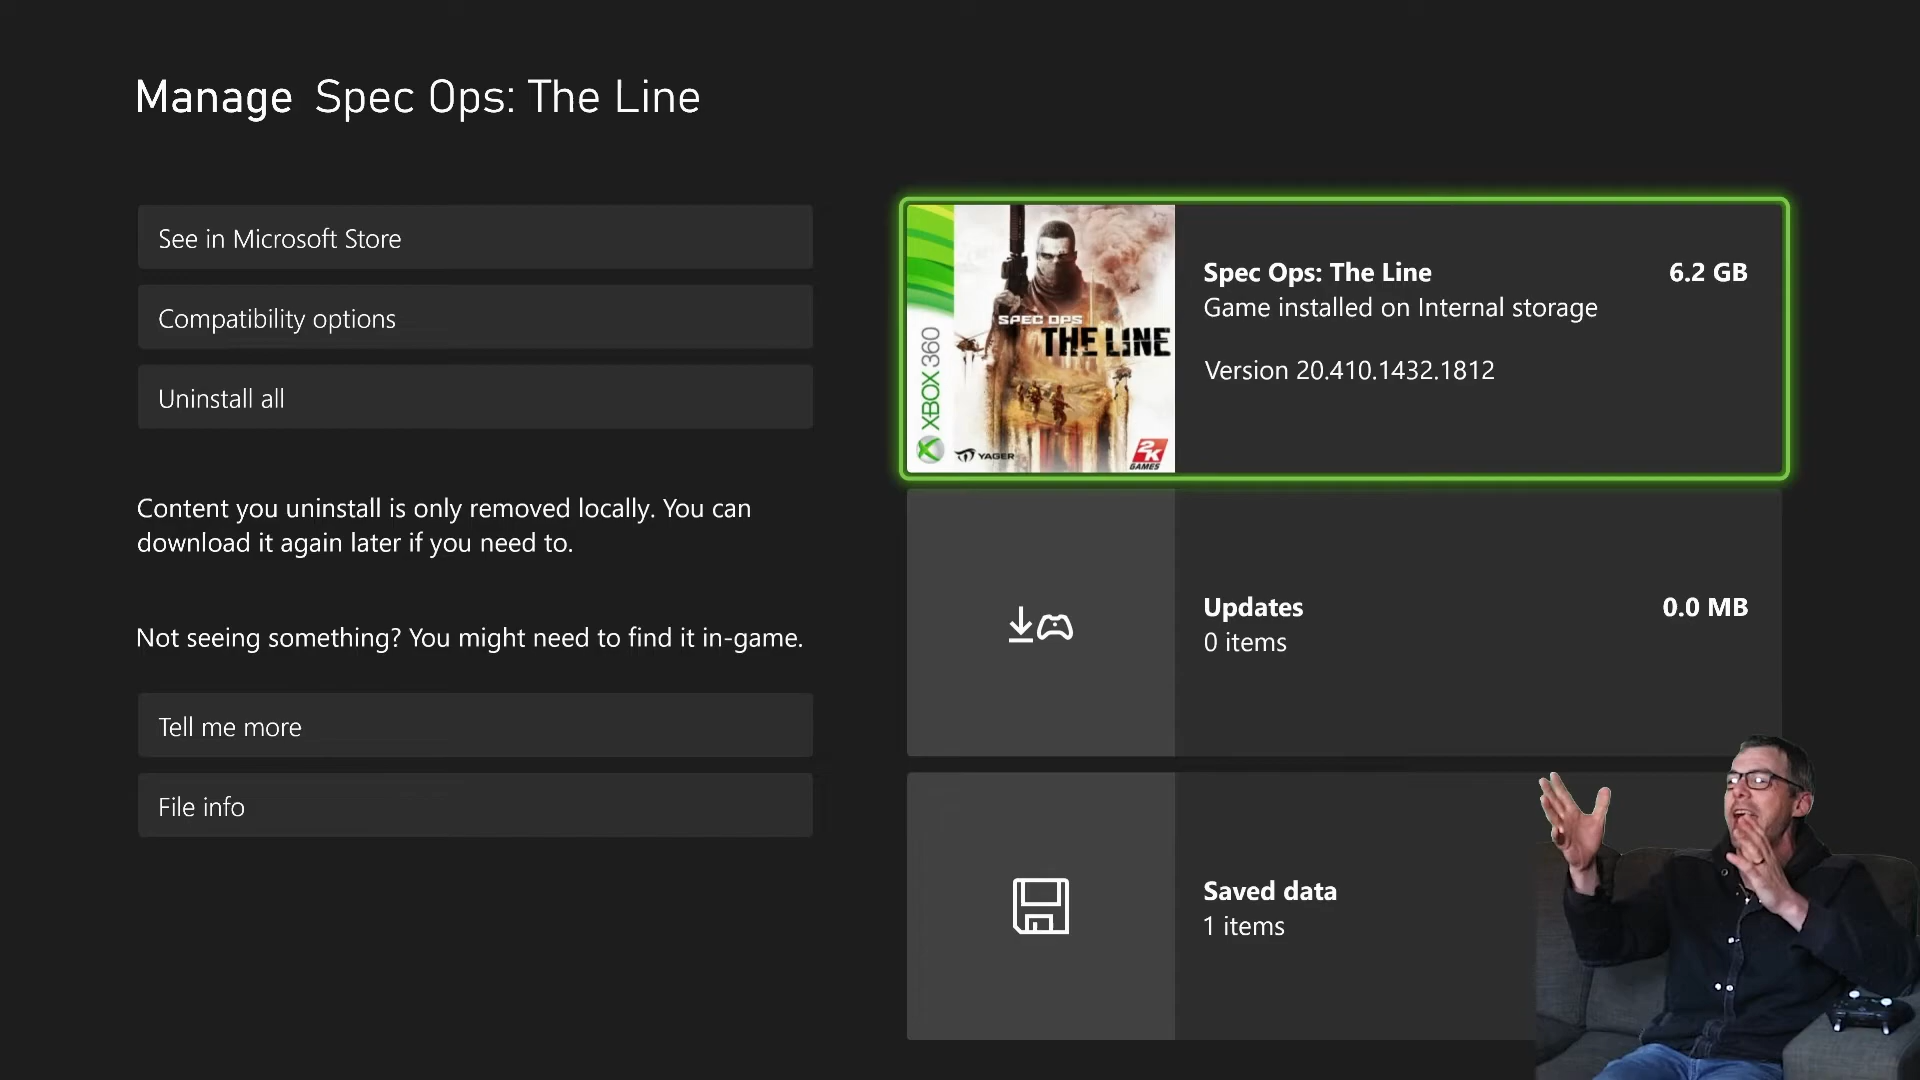 Manage Spec Ops: The Line
See in Microsoft Store
Compatibility options
Uninstall all
Content you uninstall is only removed locally. You can
download it again later if you need to.
Not seeing something? You might need to find it in-game.
Tell me more
File info
XBOX 360
SPEC OPS
THE LINE
YAGER
2K
GAMES
Spec Ops: The Line 6.2 GB
Game installed on Internal storage
Version 20.410.1432.1812
Updates 0.0 MB
0 items
Saved data
1 items